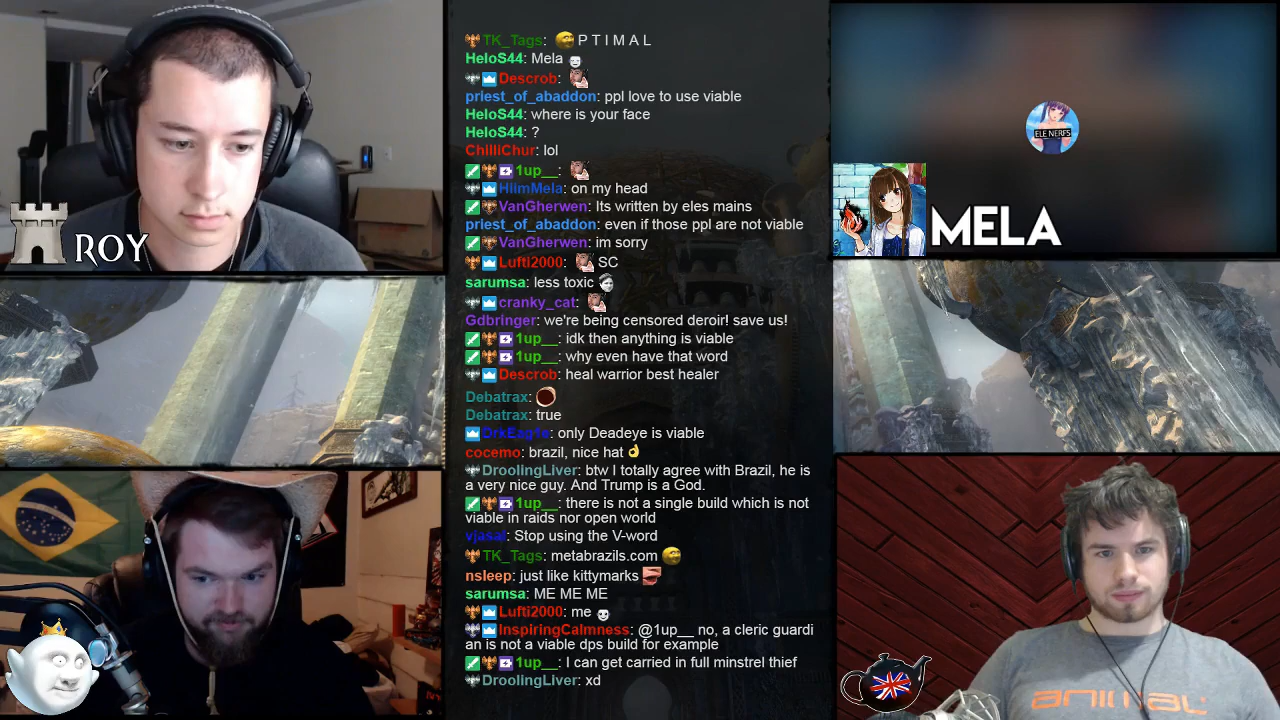 TK_Tags: P T I M A L
HeloS44: Mela
Descrob:
priest_of_abaddon: ppl love to use viable
HeloS44: where is your face
HeloS44: ?
ChilliChur: lol
1up__:
HiimMela: on my head
VanGherwen: Its written by eles mains
priest_of_abaddon: even if those ppl are not viable
VanGherwen: im sorry
Lufti2000: SC
sarumsa: less toxic
cranky_cat:
Gdbringer: we're being censored deroir! save us!
1up__: idk then anything is viable
1up__: why even have that word
Descrob: heal warrior best healer
Debatrax:
Debatrax: true
DrkEag1e: only Deadeye is viable
cocemo: brazil, nice hat
DroolingLiver: btw I totally agree with Brazil, he is
a very nice guy. And Trump is a God.
1up__: there is not a single build which is not
viable in raids nor open world
vjasal: Stop using the V-word
TK_Tags: metabrazils.com
nsleep: just like kittymarks
sarumsa: ME ME ME
Lufti2000: me
InspiringCalmness: @1up__ no, a cleric guardi
an is not a viable dps build for example
1up__: I can get carried in full minstrel thief
DroolingLiver: xd
ROY
ELE NERFS
MELA
animal